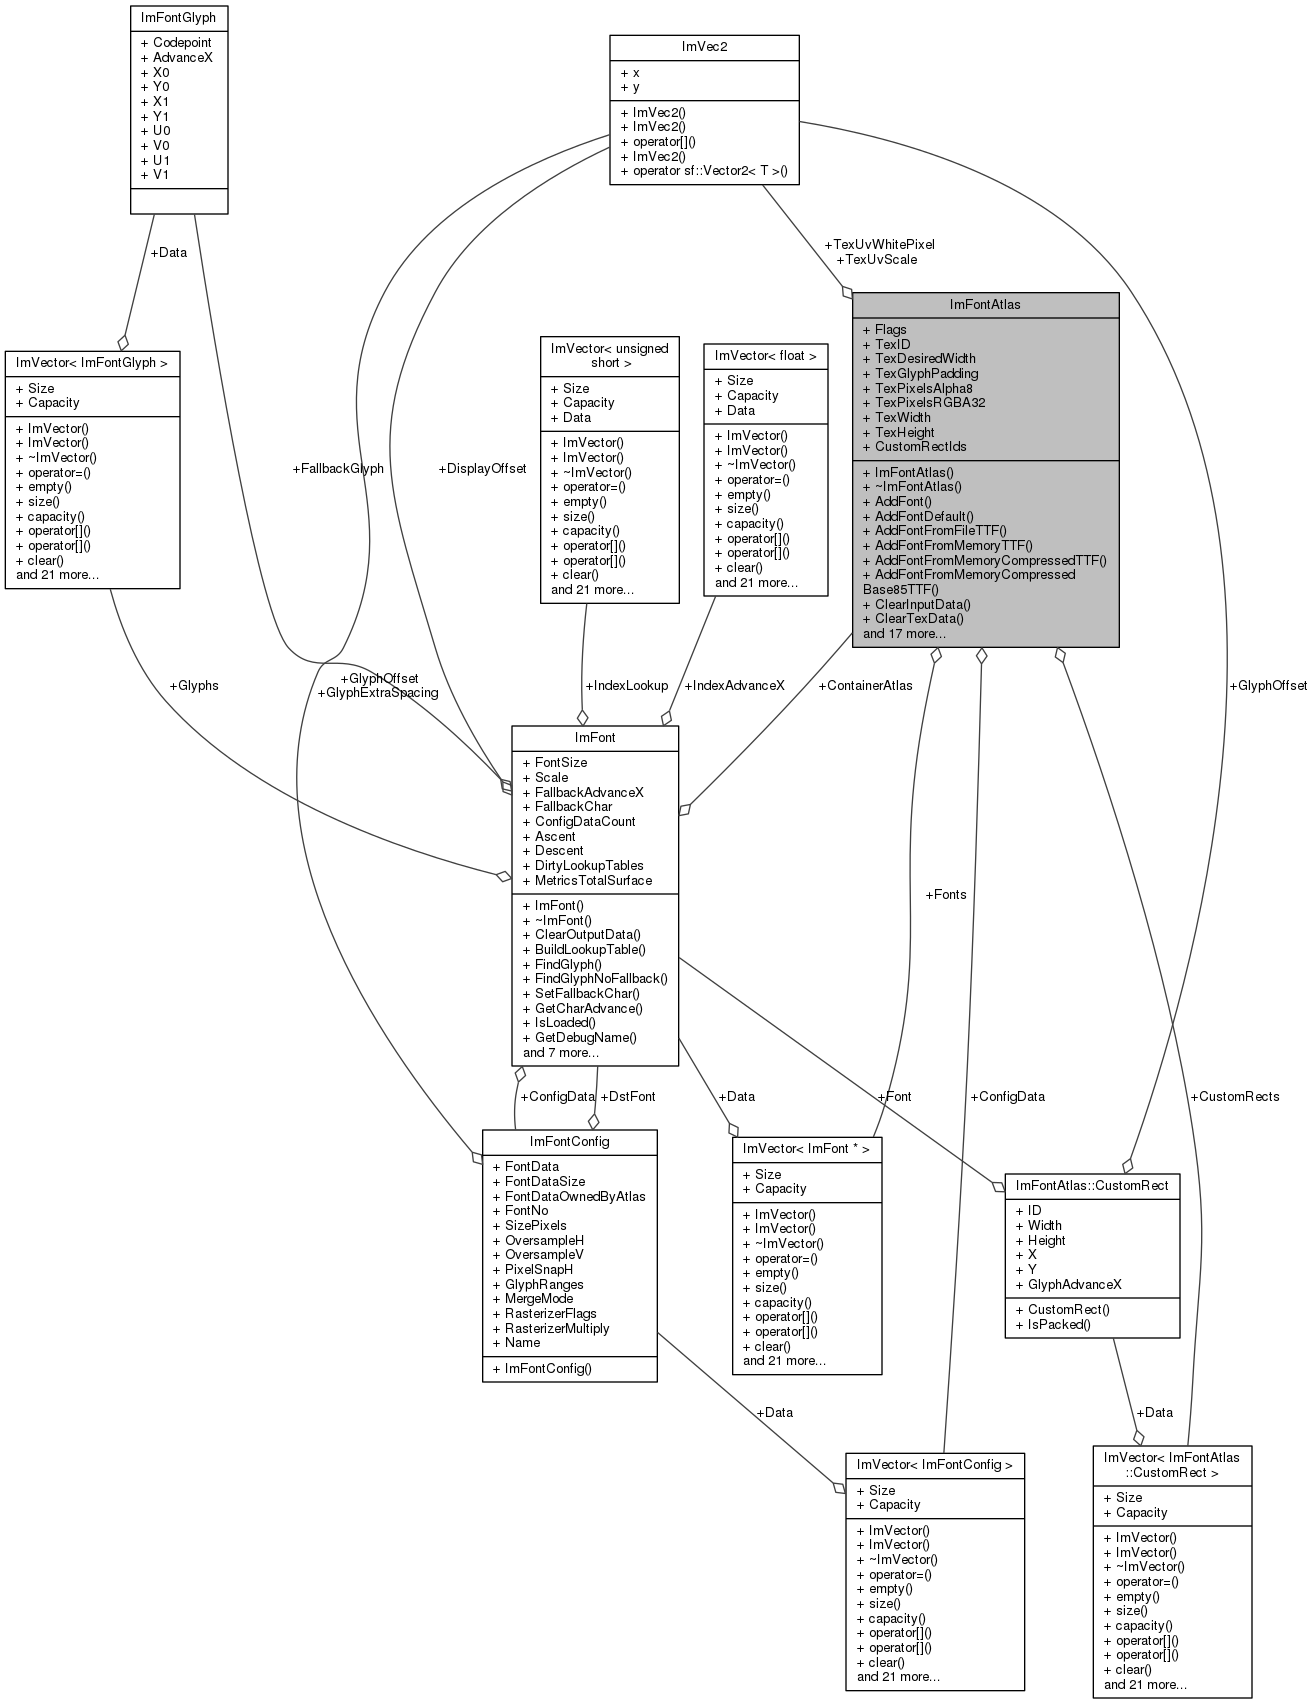 ImFontGlyph
+ Codepoint
+ AdvanceX
+ X0
+ Y0
+ X1
+ Y1
+ U0
+ V0
+ U1
+ V1
ImVec2
+ x
+ y
+ ImVec2()
+ ImVec2()
+ operator[]()
+ ImVec2()
+ operator sf::Vector2< T >()
+Data
+TexUvWhitePixel
+TexUvScale
ImVector< ImFontGlyph >
+ Size
+ Capacity
+ ImVector()
+ ImVector()
+ ~ImVector()
+ operator=()
+ empty()
+ size()
+ capacity()
+ operator[]()
+ operator[]()
+ clear()
and 21 more...
+FallbackGlyph
+DisplayOffset
ImVector< unsigned
short >
+ Size
+ Capacity
+ Data
+ ImVector()
+ ImVector()
+ ~ImVector()
+ operator=()
+ empty()
+ size()
+ capacity()
+ operator[]()
+ operator[]()
+ clear()
and 21 more...
ImVector< float >
+ Size
+ Capacity
+ Data
+ ImVector()
+ ImVector()
+ ~ImVector()
+ operator=()
+ empty()
+ size()
+ capacity()
+ operator[]()
+ operator[]()
+ clear()
and 21 more...
ImFontAtlas
+ Flags
+ TexID
+ TexDesiredWidth
+ TexGlyphPadding
+ TexPixelsAlpha8
+ TexPixelsRGBA32
+ TexWidth
+ TexHeight
+ CustomRectIds
+ ImFontAtlas()
+ ~ImFontAtlas()
+ AddFont()
+ AddFontDefault()
+ AddFontFromFileTTF()
+ AddFontFromMemoryTTF()
+ AddFontFromMemoryCompressedTTF()
+ AddFontFromMemoryCompressed
Base85TTF()
+ ClearInputData()
+ ClearTexData()
and 17 more...
+Glyphs
+GlyphOffset
+GlyphExtraSpacing
+IndexLookup
+IndexAdvanceX
+ContainerAtlas
+GlyphOffset
ImFont
+ FontSize
+ Scale
+ FallbackAdvanceX
+ FallbackChar
+ ConfigDataCount
+ Ascent
+ Descent
+ DirtyLookupTables
+ MetricsTotalSurface
+ ImFont()
+ ~ImFont()
+ ClearOutputData()
+ BuildLookupTable()
+ FindGlyph()
+ FindGlyphNoFallback()
+ SetFallbackChar()
+ GetCharAdvance()
+ IsLoaded()
+ GetDebugName()
and 7 more...
+Fonts
+ConfigData
+DstFont
+Data
+Font
+ConfigData
+CustomRects
ImFontConfig
+ FontData
+ FontDataSize
+ FontDataOwnedByAtlas
+ FontNo
+ SizePixels
+ OversampleH
+ OversampleV
+ PixelSnapH
+ GlyphRanges
+ MergeMode
+ RasterizerFlags
+ RasterizerMultiply
+ Name
+ ImFontConfig()
ImVector< ImFont * >
+ Size
+ Capacity
+ ImVector()
+ ImVector()
+ ~ImVector()
+ operator=()
+ empty()
+ size()
+ capacity()
+ operator[]()
+ operator[]()
+ clear()
and 21 more...
ImFontAtlas::CustomRect
+ ID
+ Width
+ Height
+ X
+ Y
+ GlyphAdvanceX
+ CustomRect()
+ IsPacked()
+Data
+Data
ImVector< ImFontConfig >
+ Size
+ Capacity
+ ImVector()
+ ImVector()
+ ~ImVector()
+ operator=()
+ empty()
+ size()
+ capacity()
+ operator[]()
+ operator[]()
+ clear()
and 21 more...
ImVector< ImFontAtlas
::CustomRect >
+ Size
+ Capacity
+ ImVector()
+ ImVector()
+ ~ImVector()
+ operator=()
+ empty()
+ size()
+ capacity()
+ operator[]()
+ operator[]()
+ clear()
and 21 more...